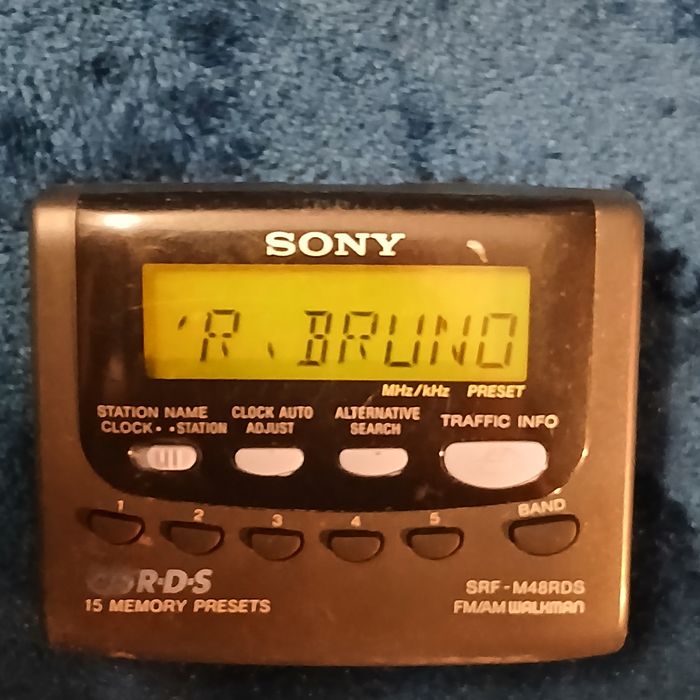 SONY
'R. BRUNO
MHz/kHz PRESET
STATION NAME
CLOCK • • STATION
CLOCK AUTO
ADJUST
ALTERNATIVE
SEARCH
TRAFFIC INFO
1 2 3 4 5 BAND
R·D·S
15 MEMORY PRESETS
SRF-M48RDS
FM/AM WALKMAN